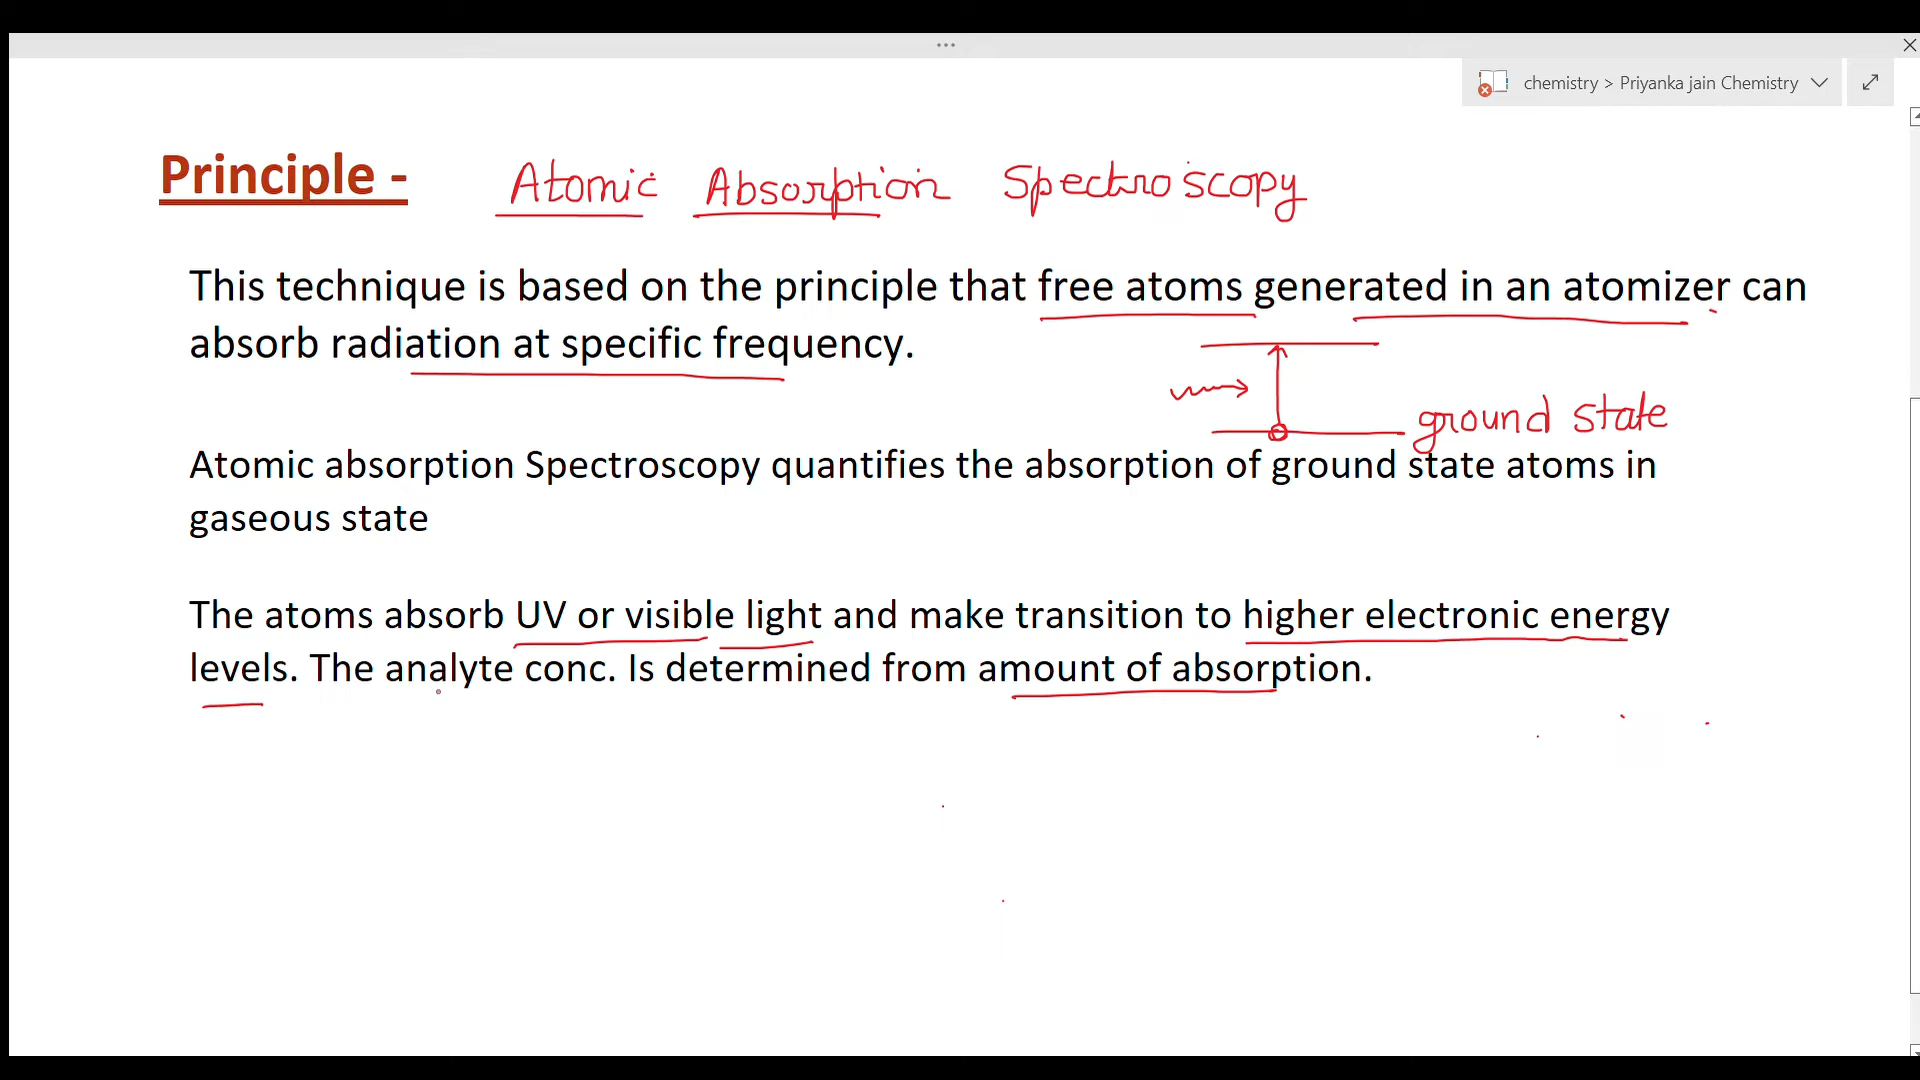 ...
chemistry > Priyanka jain Chemistry
Principle - Atomic Absorption Spectroscopy
This technique is based on the principle that free atoms generated in an atomizer can
absorb radiation at specific frequency.
ground state
Atomic absorption Spectroscopy quantifies the absorption of ground state atoms in
gaseous state
The atoms absorb UV or visible light and make transition to higher electronic energy
levels. The analyte conc. Is determined from amount of absorption.